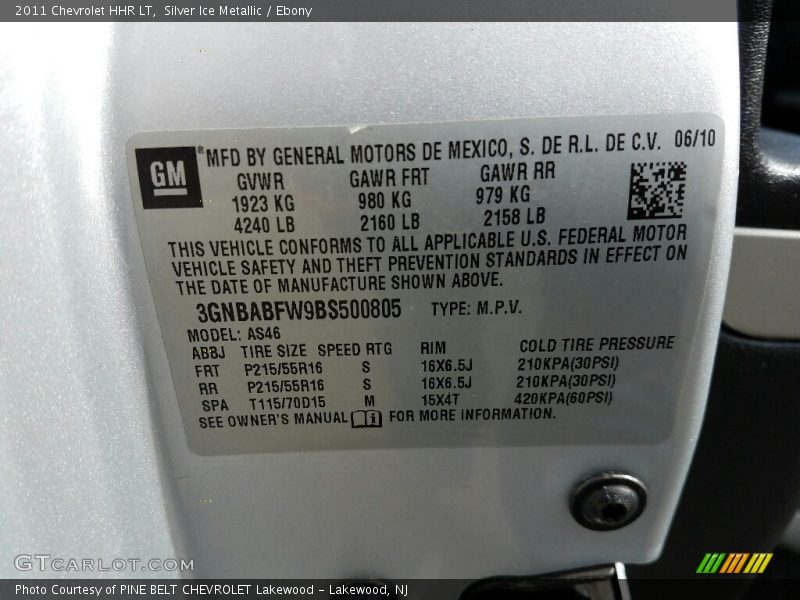 2011 Chevrolet HHR LT,  Silver Ice Metallic / Ebony
GM ® MFD BY GENERAL MOTORS DE MEXICO, S. DE R.L. DE C.V. 06/10
GVWR GAWR FRT GAWR RR
1923 KG 980 KG 979 KG
4240 LB 2160 LB 2158 LB
THIS VEHICLE CONFORMS TO ALL APPLICABLE U.S. FEDERAL MOTOR
VEHICLE SAFETY AND THEFT PREVENTION STANDARDS IN EFFECT ON
THE DATE OF MANUFACTURE SHOWN ABOVE.
3GNBABFW9BS500805 TYPE: M.P.V.
MODEL: AS46
ABBJ TIRE SIZE SPEED RTG RIM COLD TIRE PRESSURE
FRT P215/55R16 S 16X6.5J 210KPA(30PSI)
RR P215/55R16 S 16X6.5J 210KPA(30PSI)
SPA T115/70D15 M 15X4T 420KPA(60PSI)
SEE OWNER'S MANUAL i FOR MORE INFORMATION.
GTCarlot.com
Photo Courtesy of PINE BELT CHEVROLET Lakewood - Lakewood, NJ